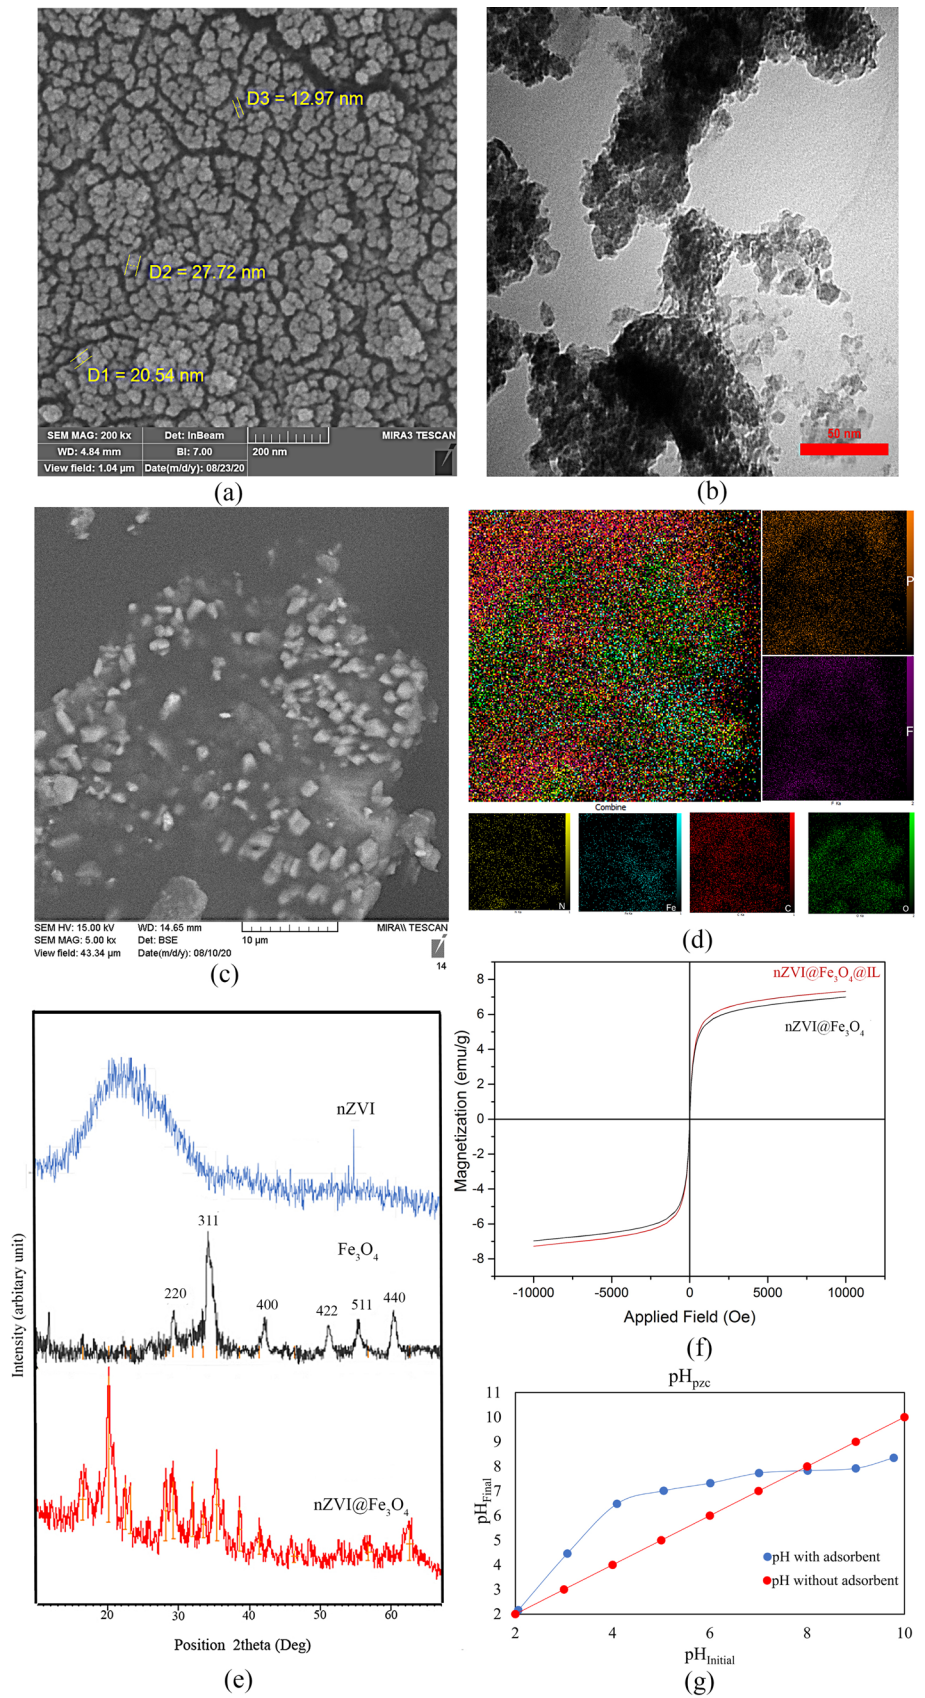 D3 = 12.97 nm
D2 = 27.72 nm
D1 = 20.54 nm
SEM MAG: 200 kx Det: InBeam MIRA3 TESCAN
WD: 4.84 mm BI: 7.00 200 nm
View field: 1.04 µm Date(m/d/y): 08/23/20
(a)
50 nm
(b)
SEM HV: 15.00 kV WD: 14.65 mm MIRA\\ TESCAN
SEM MAG: 5.00 kx Det: BSE 10 µm
View field: 43.34 µm Date(m/d/y): 08/10/20
14
(c)
P
F
F Ka 2
Combine
N
Fe
C
O
(d)
nZVI
311
Fe3O4
220
400
422
511
440
nZVI@Fe3O4
Intensity (arbitary unit)
20 30 40 50 60
Position 2theta (Deg)
(e)
nZVI@Fe3O4@IL
nZVI@Fe3O4
Magnetization (emu/g)
8
6
4
2
0
-2
-4
-6
-8
-10000 -5000 0 5000 10000
Applied Field (Oe)
(f)
pHpzc
pHFinal
11
10
9
8
7
6
5
4
3
2
pH with adsorbent
pH without adsorbent
2 4 6 8 10
pHInitial
(g)